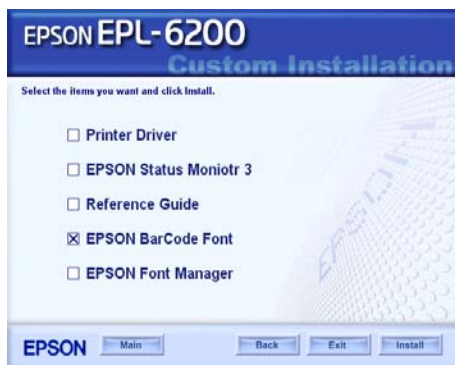 EPSON EPL-6200
Custom Installation
Select the items you want and click Install.
Printer Driver
EPSON Status Moniotr 3
Reference Guide
EPSON BarCode Font
EPSON Font Manager
EPSON
EPSON Main Back Exit Install